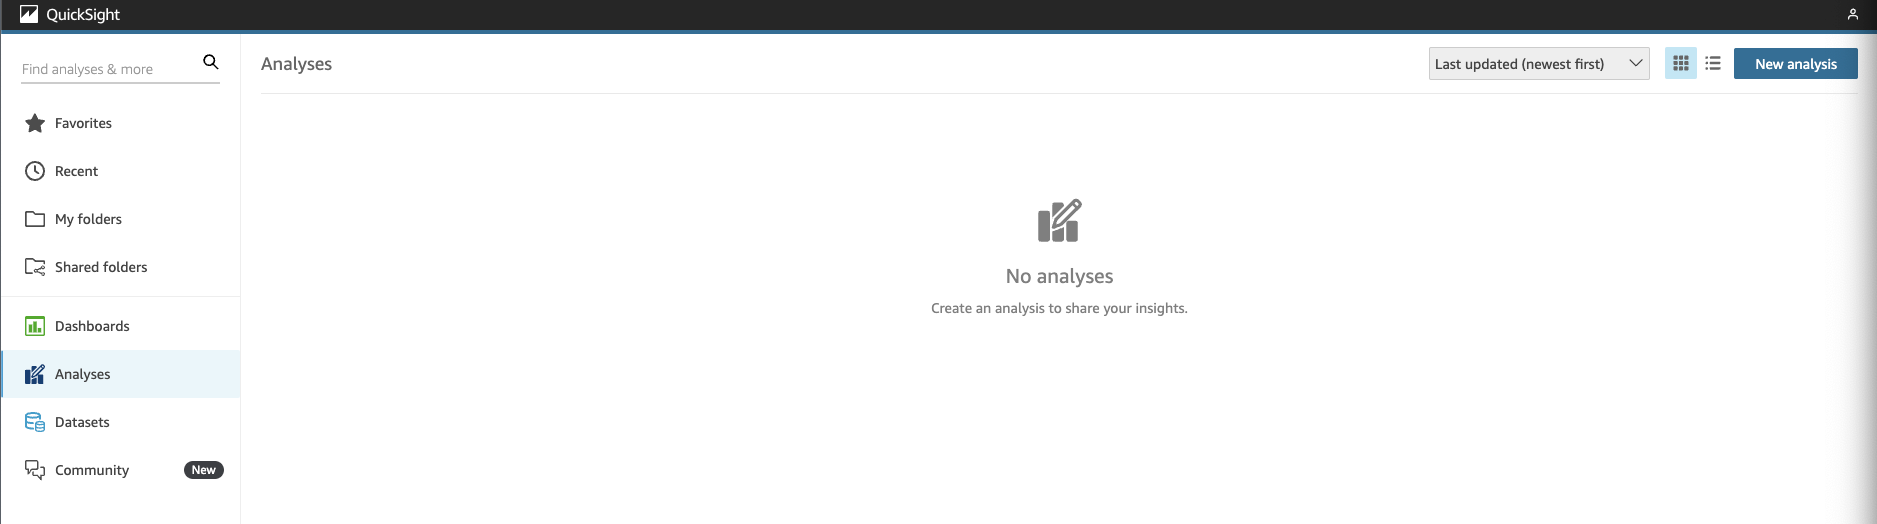 QuickSight
Find analyses & more
Favorites
Recent
My folders
Shared folders
Dashboards
Analyses
Datasets
Community New
Analyses
Last updated (newest first)
New analysis
No analyses
Create an analysis to share your insights.